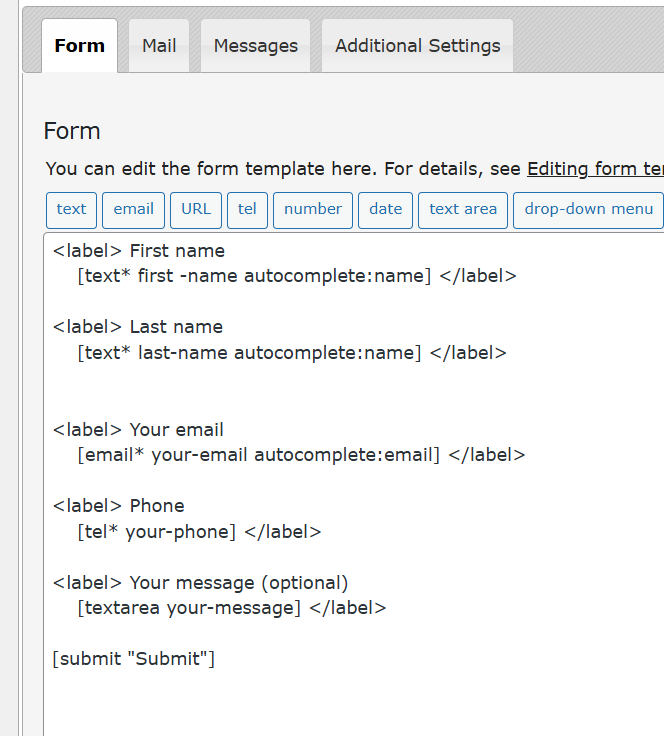 Form Mail Messages Additional Settings
Form
You can edit the form template here. For details, see Editing form te
text email URL tel number date text area drop-down menu
<label> First name
[text* first -name autocomplete:name] </label>
<label> Last name
[text* last-name autocomplete:name] </label>
<label> Your email
[email* your-email autocomplete:email] </label>
<label> Phone
[tel* your-phone] </label>
<label> Your message (optional)
[textarea your-message] </label>
[submit "Submit"]